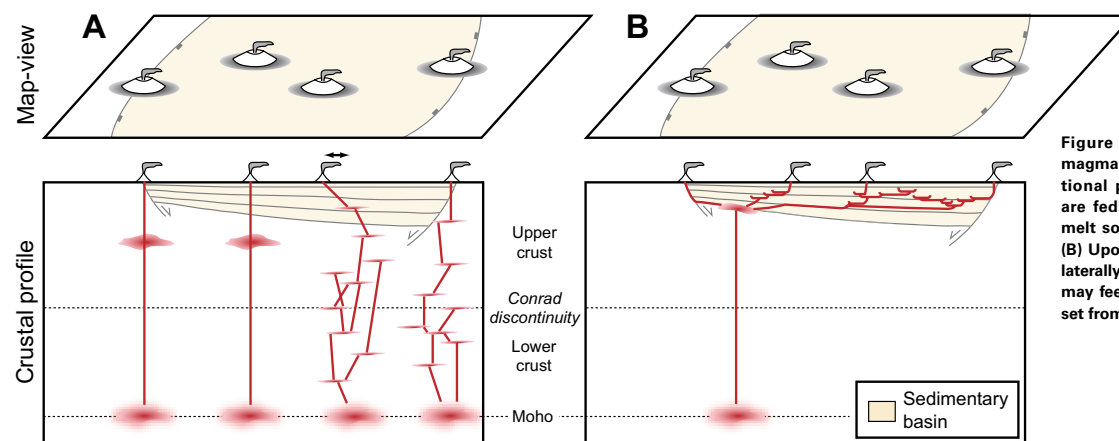 Map-view
A
B
Crustal profile
Upper
crust
Conrad
discontinuity
Lower
crust
Moho
Sedimentary
basin
Figure
magma
tional p
are fed
melt so
(B) Upo
laterally
may fee
set from